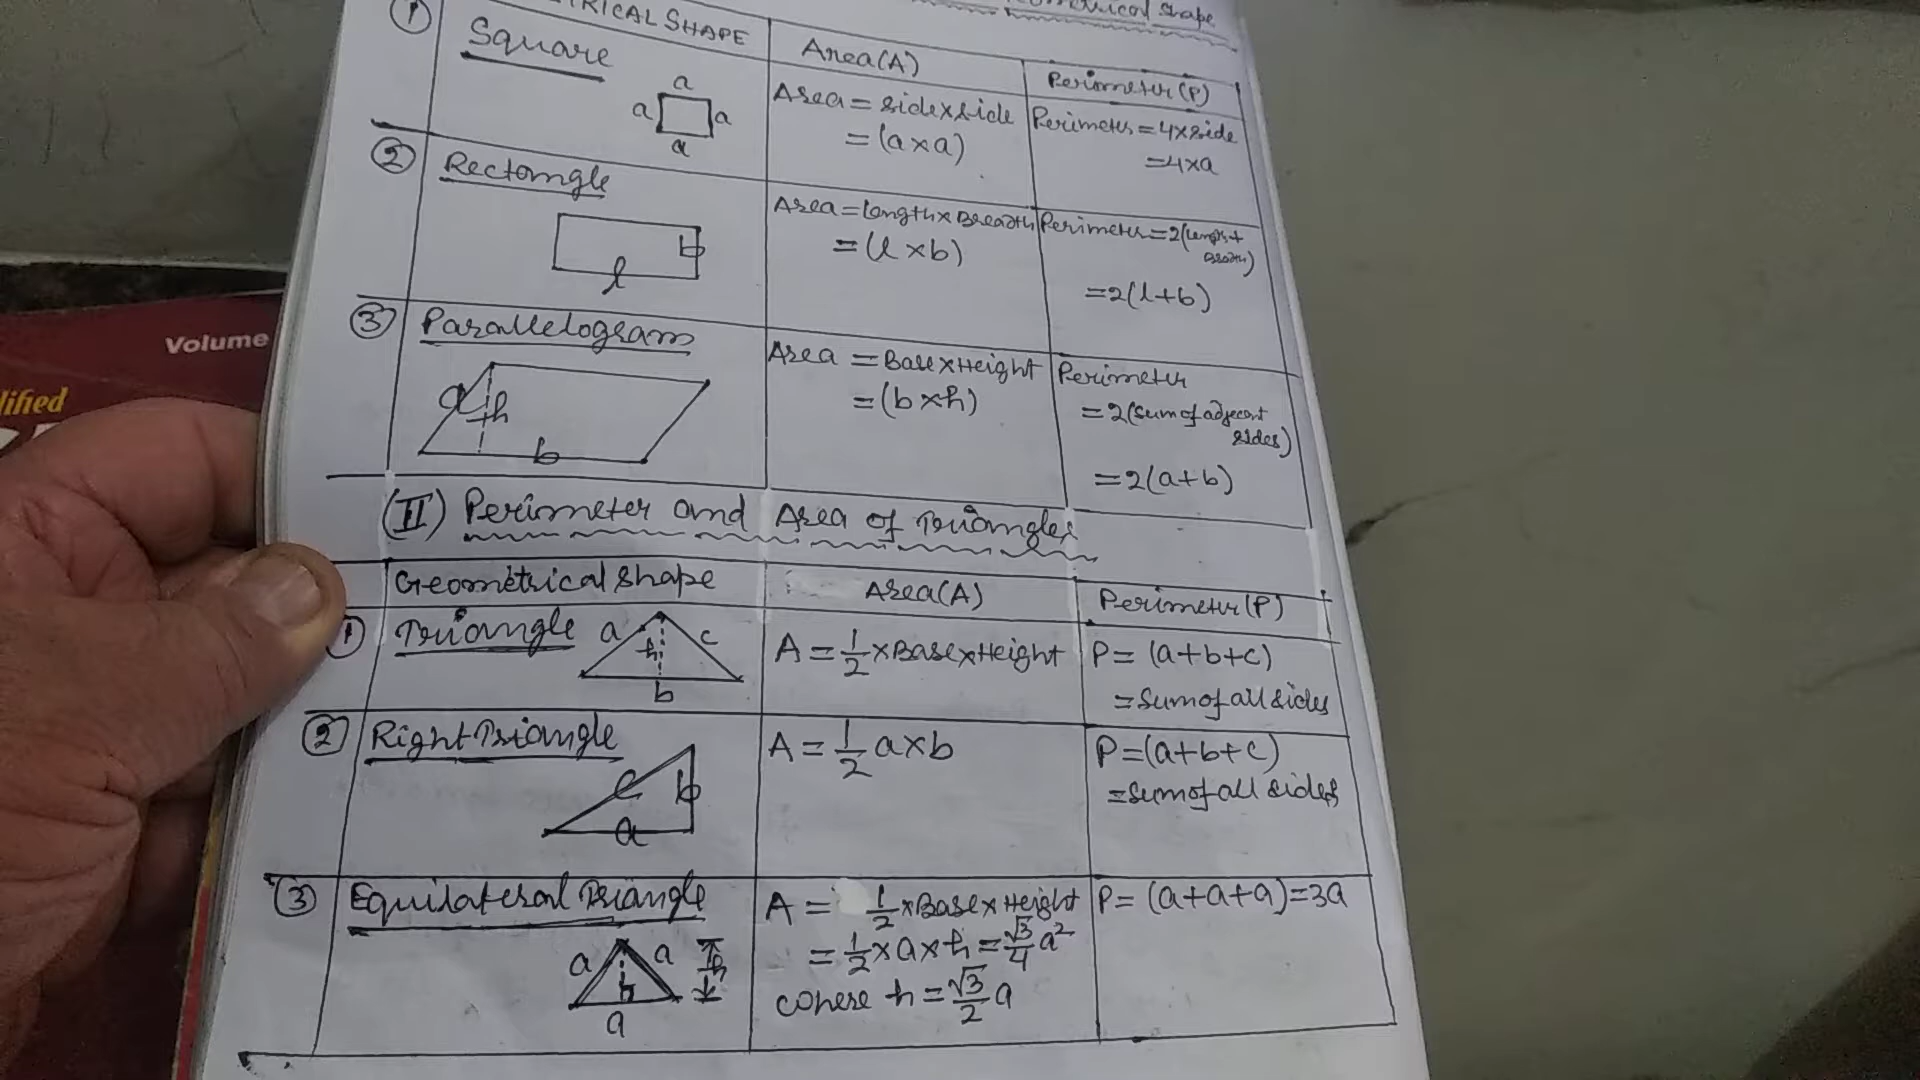 SHAPE
Area(A)
Perimeter (P)
① Square
a
a a
a
Area = side×side
= (a×a)
Perimeter = 4×side
= 4×a
② Rectangle
b
l
Area = Length×Breadth
= (l×b)
Perimeter = 2(Length+
Breadth)
= 2(l+b)
③ Parallelogram
a h
b
Area = Base×Height
= (b×h)
Perimeter
= 2(sum of adjecent
sides)
= 2(a+b)
(II) Perimeter and Area of Triangles
Geometrical shape
Area(A)
Perimeter (P)
① Triangle
a h c
b
A = 1/2 ×Base×Height
P = (a+b+c)
= Sum of all sides
② Right Triangle
c b
a
A = 1/2 a×b
P = (a+b+c)
= Sum of all sides
③ Equilateral Triangle
a h a h
a
A = 1/2 ×Base×Height
= 1/2 ×a×h = √3/4 a²
where h = √3/2 a
P = (a+a+a) = 3a
Volume